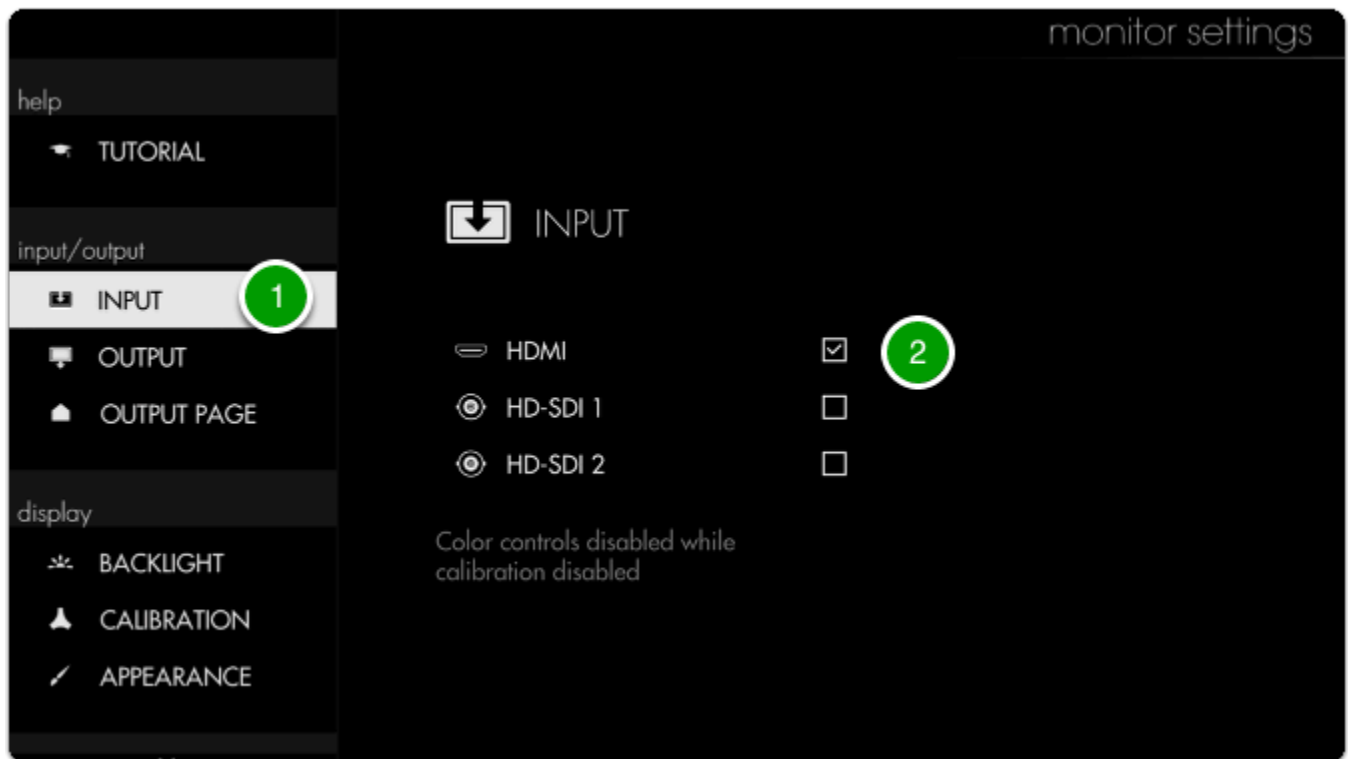 monitor settings
help
TUTORIAL
input/output
INPUT
1
OUTPUT
OUTPUT PAGE
display
BACKLIGHT
CALIBRATION
APPEARANCE
INPUT
HDMI
2
HD-SDI 1
HD-SDI 2
Color controls disabled while
calibration disabled